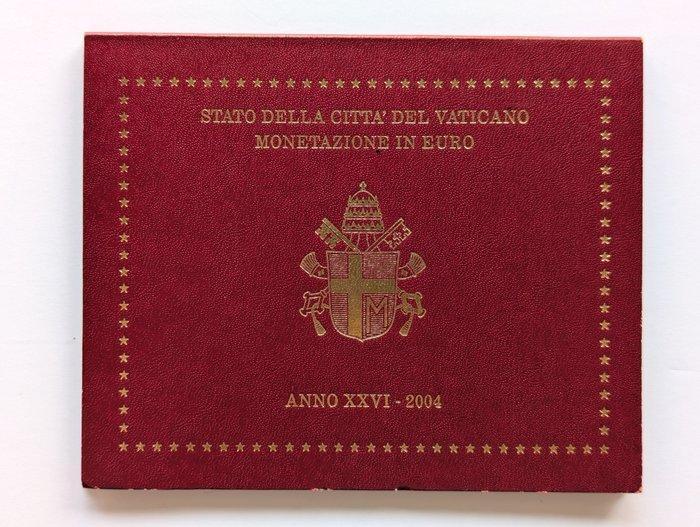 STATO DELLA CITTA' DEL VATICANO
MONETAZIONE IN EURO
M
ANNO XXVI - 2004